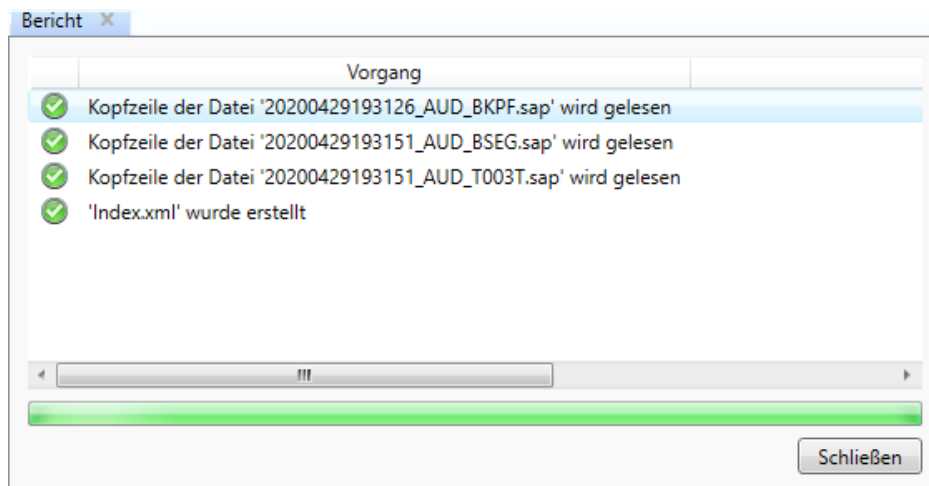 Bericht
Vorgang
Kopfzeile der Datei '20200429193126_AUD_BKPF.sap' wird gelesen
Kopfzeile der Datei '20200429193151_AUD_BSEG.sap' wird gelesen
Kopfzeile der Datei '20200429193151_AUD_T003T.sap' wird gelesen
'Index.xml' wurde erstellt
Schließen